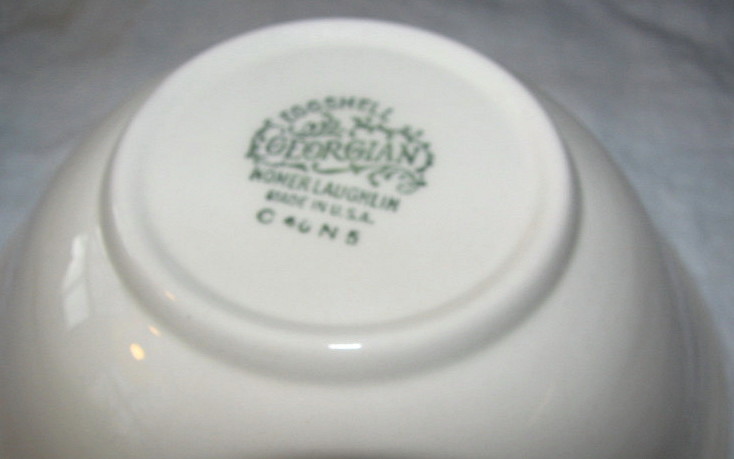 EGGSHELL
GEORGIAN
HOMER LAUGHLIN
MADE IN U.S.A.
C 46 N 5